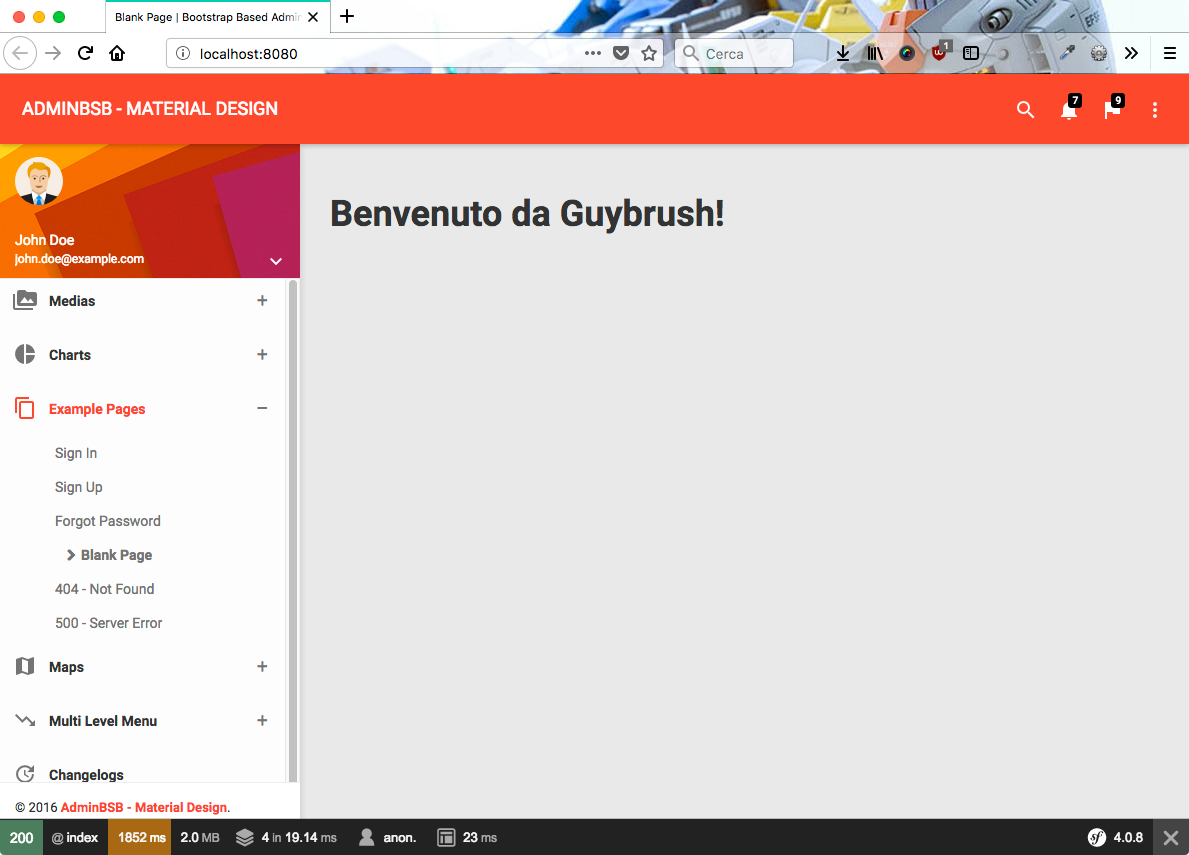 Blank Page | Bootstrap Based Admin
localhost:8080
Cerca
1
ADMINBSB - MATERIAL DESIGN
7
9
John Doe
john.doe@example.com
Benvenuto da Guybrush!
Medias
Charts
Example Pages
Sign In
Sign Up
Forgot Password
Blank Page
404 - Not Found
500 - Server Error
Maps
Multi Level Menu
Changelogs
© 2016 AdminBSB - Material Design.
200 @ index 1852 ms 2.0 MB 4 in 19.14 ms anon. 23 ms sf 4.0.8